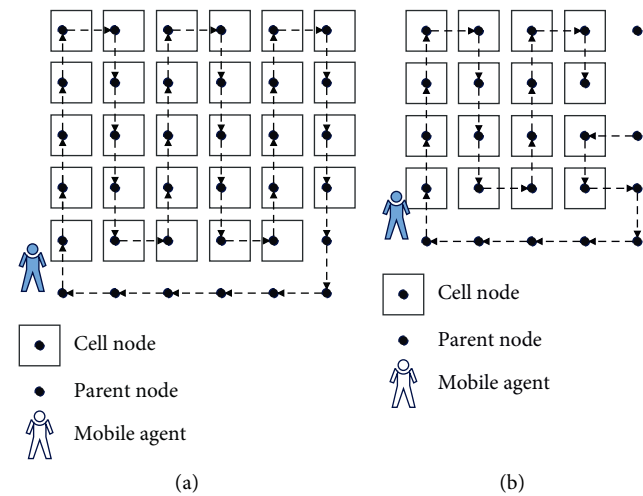 Cell node
Parent node
Mobile agent
(a)
Cell node
Parent node
Mobile agent
(b)